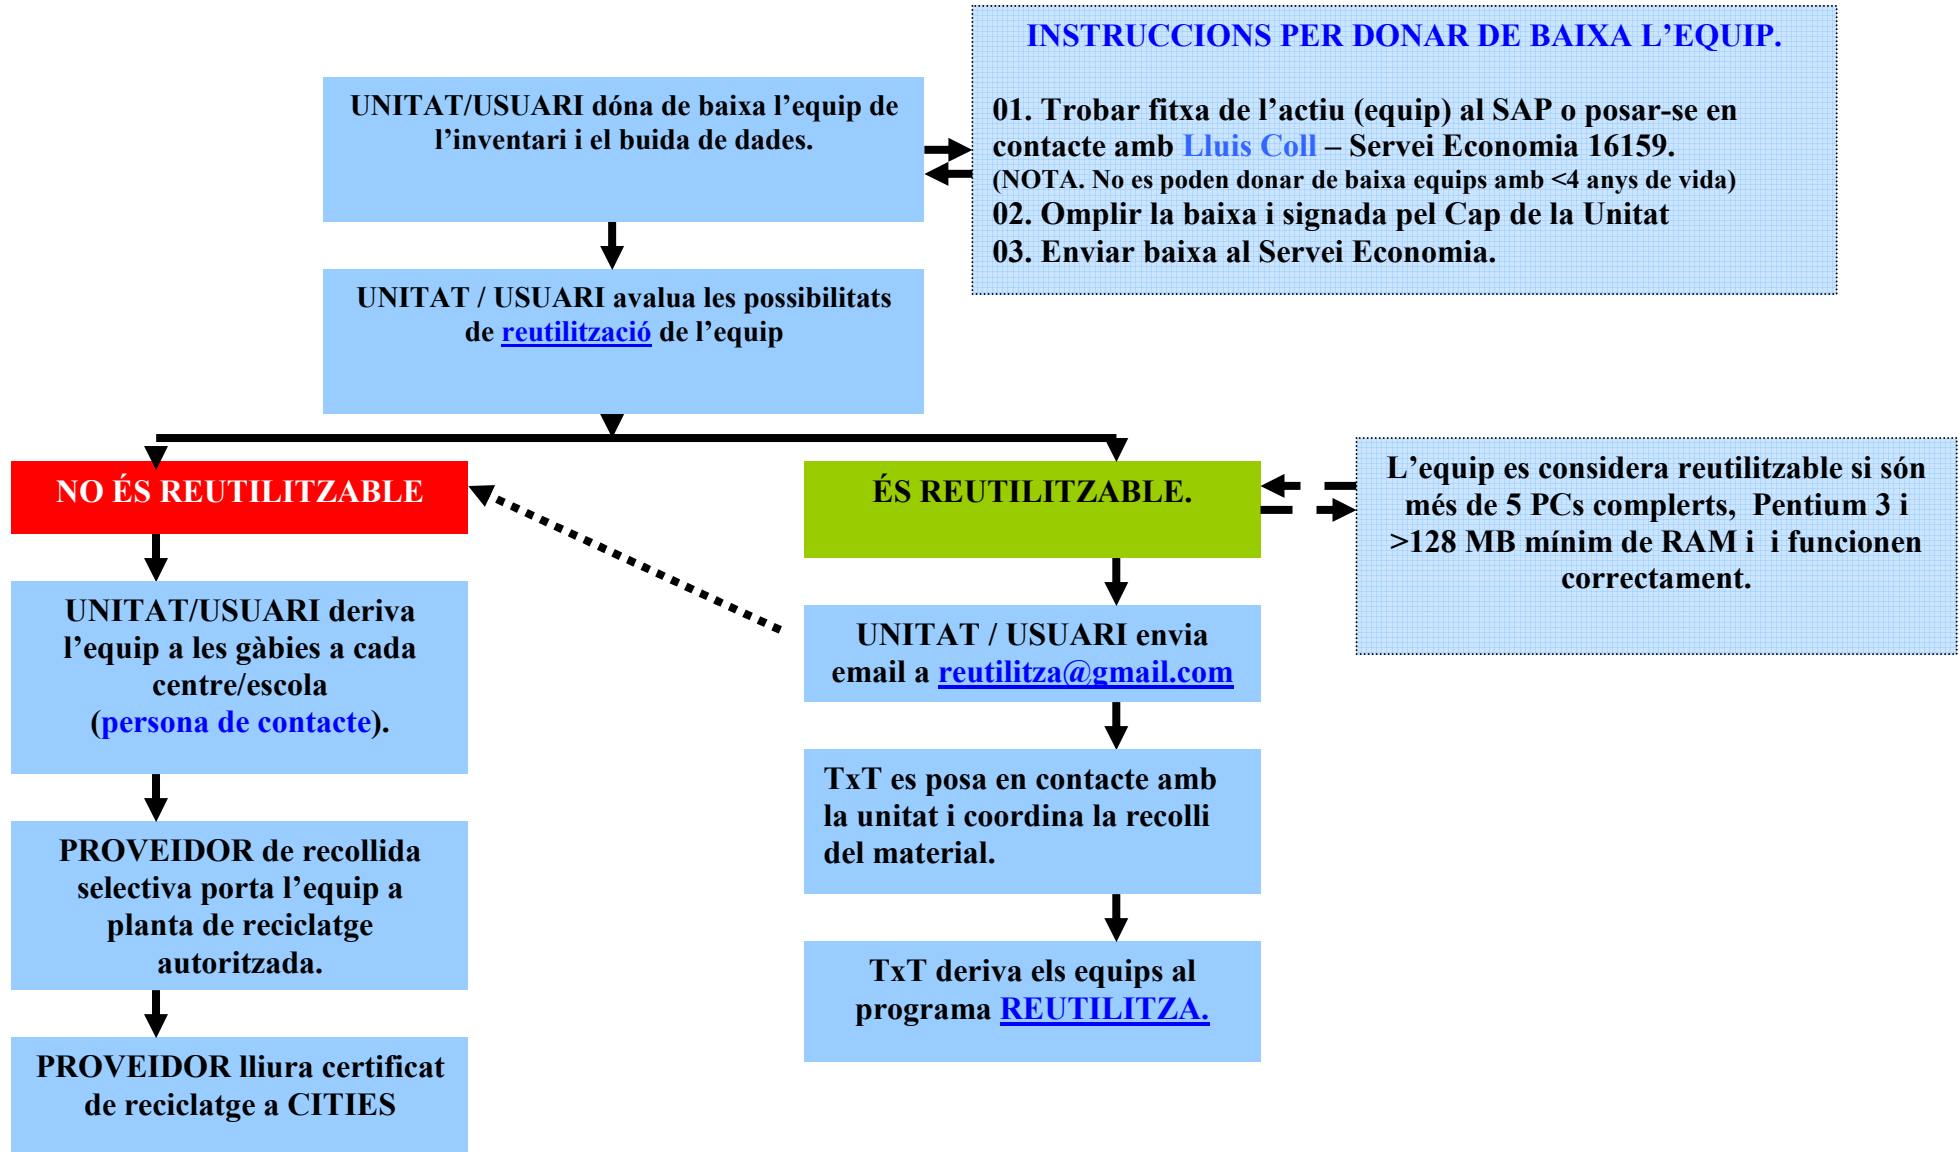 INSTRUCCIONS PER DONAR DE BAIXA L’EQUIP.
01. Trobar fitxa de l’actiu (equip) al SAP o posar-se en
contacte amb Lluis Coll – Servei Economia 16159.
(NOTA. No es poden donar de baixa equips amb <4 anys de vida)
02. Omplir la baixa i signada pel Cap de la Unitat
03. Enviar baixa al Servei Economia.
UNITAT/USUARI dóna de baixa l’equip de
l’inventari i el buida de dades.
UNITAT / USUARI avalua les possibilitats
de reutilització de l’equip
NO ÉS REUTILITZABLE
UNITAT/USUARI deriva
l’equip a les gàbies a cada
centre/escola
(persona de contacte).
PROVEIDOR de recollida
selectiva porta l’equip a
planta de reciclatge
autoritzada.
PROVEIDOR lliura certificat
de reciclatge a CITIES
ÉS REUTILITZABLE.
UNITAT / USUARI envia
email a reutilitza@gmail.com
TxT es posa en contacte amb
la unitat i coordina la recolli
del material.
TxT deriva els equips al
programa REUTILITZA.
L’equip es considera reutilitzable si són
més de 5 PCs complerts, Pentium 3 i
>128 MB mínim de RAM i i funcionen
correctament.